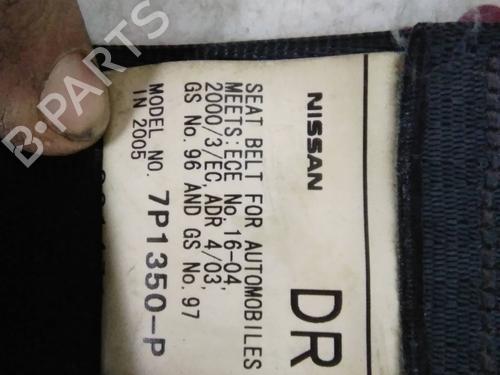 NISSAN
DR
SEAT BELT FOR AUTOMOBILES
MEETS:ECE No. 16-04,
2000/3/EC, ADR 4/03,
GS No. 96 AND GS No. 97
MODEL NO. 7P1350-P
IN 2005
B-PARTS